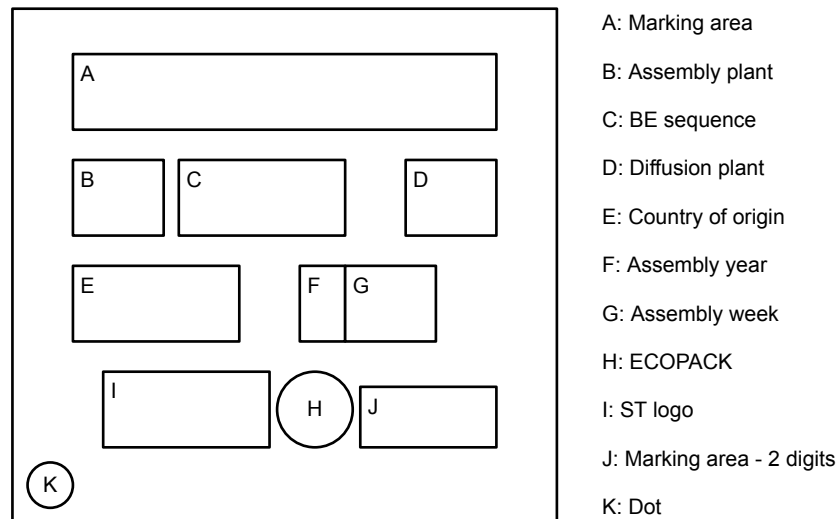 A
B
C
D
E
F
G
I
H
J
K
A: Marking area
B: Assembly plant
C: BE sequence
D: Diffusion plant
E: Country of origin
F: Assembly year
G: Assembly week
H: ECOPACK
I: ST logo
J: Marking area - 2 digits
K: Dot